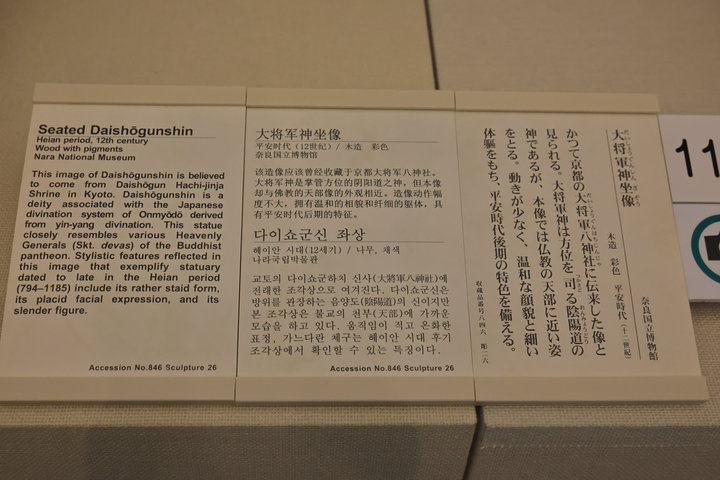 Seated Daishōgunshin
Heian period, 12th century
Wood with pigments
Nara National Museum
This image of Daishōgunshin is believed
to come from Daishōgun Hachi-jinja
Shrine in Kyoto. Daishōgunshin is a
deity associated with the Japanese
divination system of Onmyōdō derived
from yin-yang divination. This statue
closely resembles various Heavenly
Generals (Skt. devas) of the Buddhist
pantheon. Stylistic features reflected in
this image that exemplify statuary
dated to late in the Heian period
(794–1185) include its rather staid form,
its placid facial expression, and its
slender figure.
Accession No.846 Sculpture 26
大将军神坐像
平安时代（12世纪）/ 木造　彩色
奈良国立博物馆
该造像应该曾经收藏于京都大将军八神社。
大将军神是掌管方位的阴阳道之神，但本像
却与佛教的天部像的外观相近。造像动作幅
度不大，拥有温和的相貌和纤细的躯体，具
有平安时代后期的特征。
다이쇼군신 좌상
헤이안 시대(12세기) / 나무, 채색
나라국립박물관
교토의 다이쇼군하치 신사(大將軍八神社)에
전래한 조각상으로 여겨진다. 다이쇼군신은
방위를 관장하는 음양도(陰陽道)의 신이지만
본 조각상은 불교의 천부(天部)에 가까운
모습을 하고 있다. 움직임이 적고 온화한
표정, 가느다란 체구는 헤이안 시대 후기
조각상에서 확인할 수 있는 특징이다.
Accession No.846 Sculpture 26
大将軍神坐像
木造　彩色　平安時代（十二世紀）
奈良国立博物館
かつて京都の大将軍八神社に伝来した像と
見られる。大将軍神は方位を司る陰陽道の
神であるが、本像では仏教の天部に近い姿
をとる。動きが少なく、温和な顔貌と細い
体軀をもち、平安時代後期の特色を備える。
収蔵品番号八四六　彫二六
11